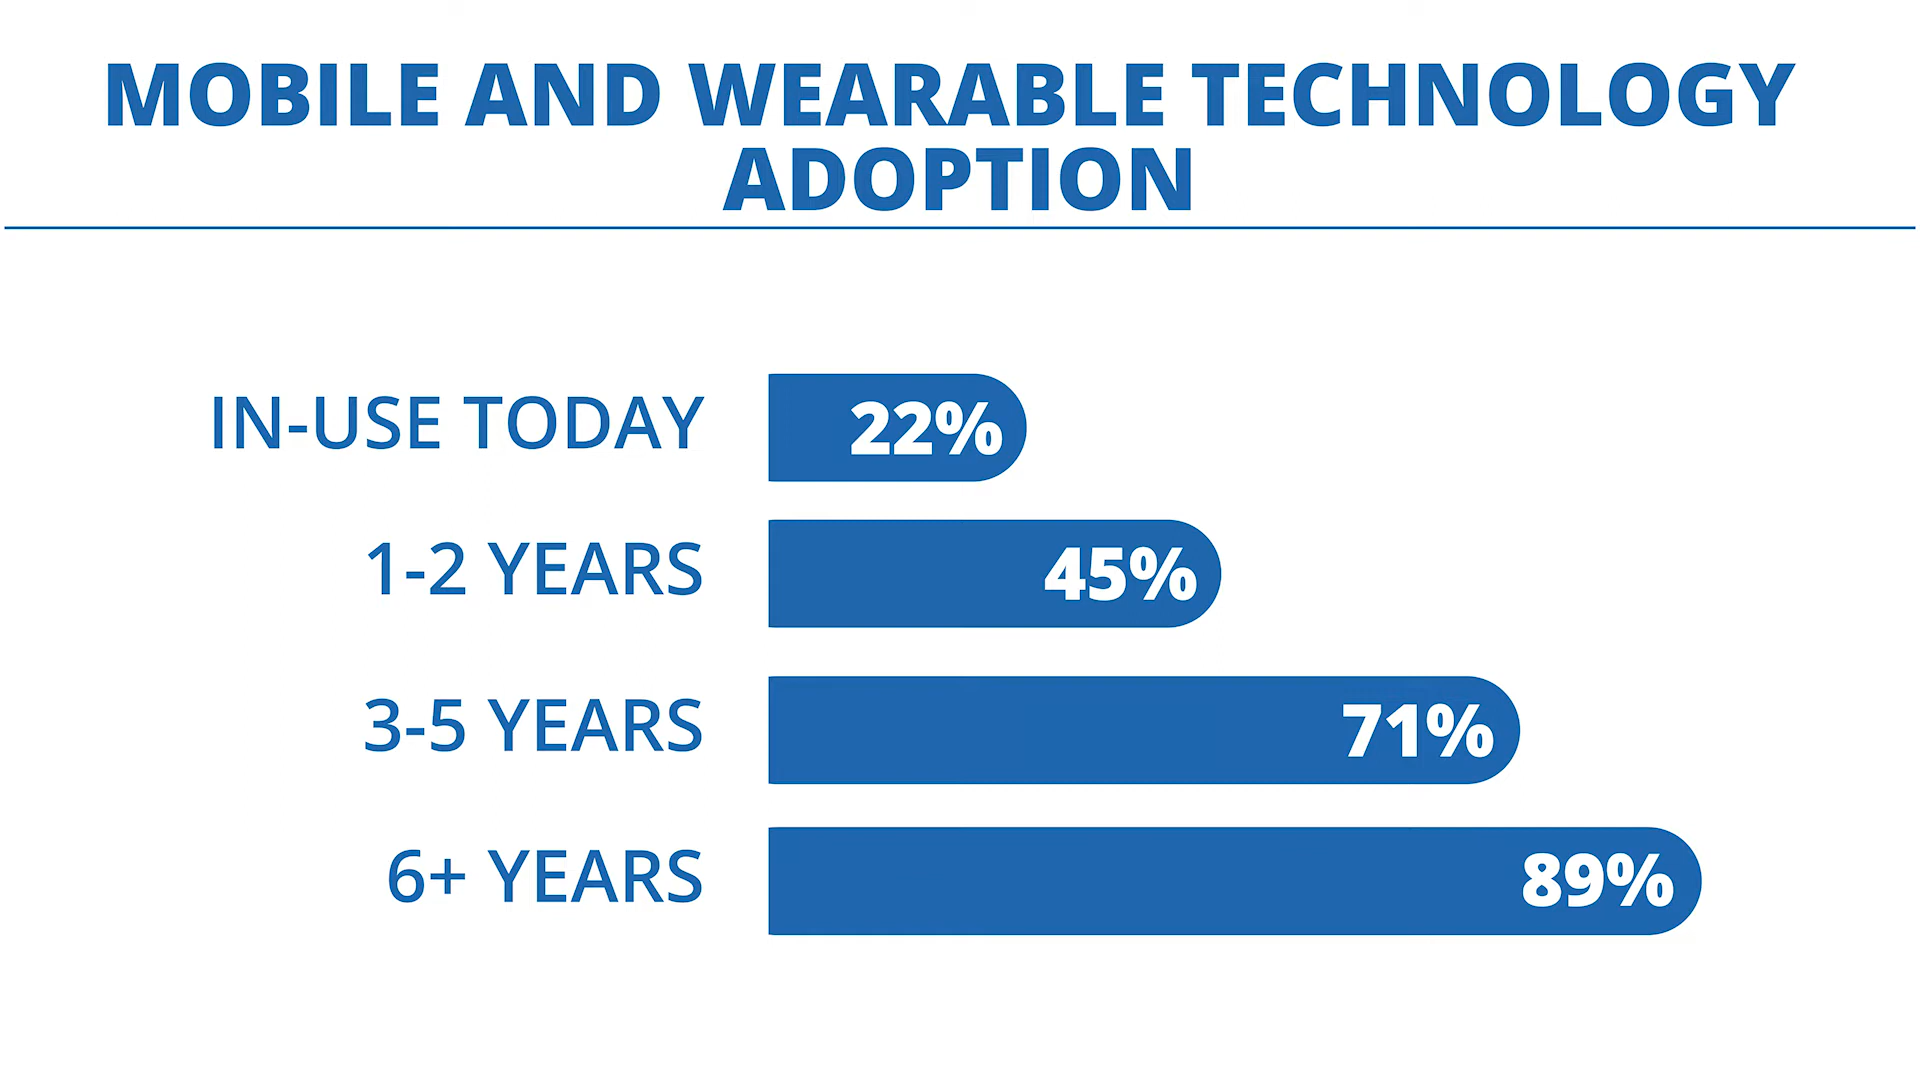 MOBILE AND WEARABLE TECHNOLOGY
ADOPTION
IN-USE TODAY 22%
1-2 YEARS 45%
3-5 YEARS 71%
6+ YEARS 89%